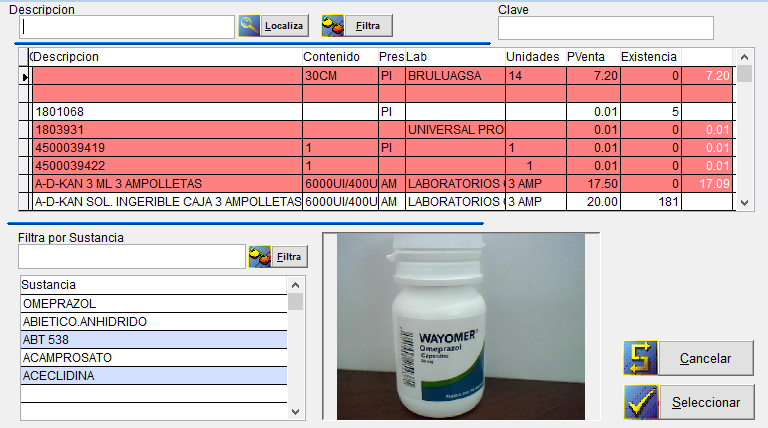 Descripcion
Clave
Localiza
Filtra
Descripcion Contenido Pres Lab Unidades PVenta Existencia
30CM PI BRULUAGSA 14 7.20 0 7.20
1801068 PI 0.01 5
1803931 UNIVERSAL PRO 0.01 0 0.01
4500039419 1 PI 1 0.01 0 0.01
4500039422 1 1 0.01 0 0.01
A-D-KAN 3 ML 3 AMPOLLETAS 6000UI/400U AM LABORATORIOS 3 AMP 17.50 0 17.09
A-D-KAN SOL. INGERIBLE CAJA 3 AMPOLLETAS 6000UI/400U AM LABORATORIOS 3 AMP 20.00 181
Filtra por Sustancia
Filtra
Sustancia
OMEPRAZOL
ABIETICO.ANHIDRIDO
ABT 538
ACAMPROSATO
ACECLIDINA
WAYOMER®
Omeprazol
Cápsulas
20 mg
Cancelar
Seleccionar